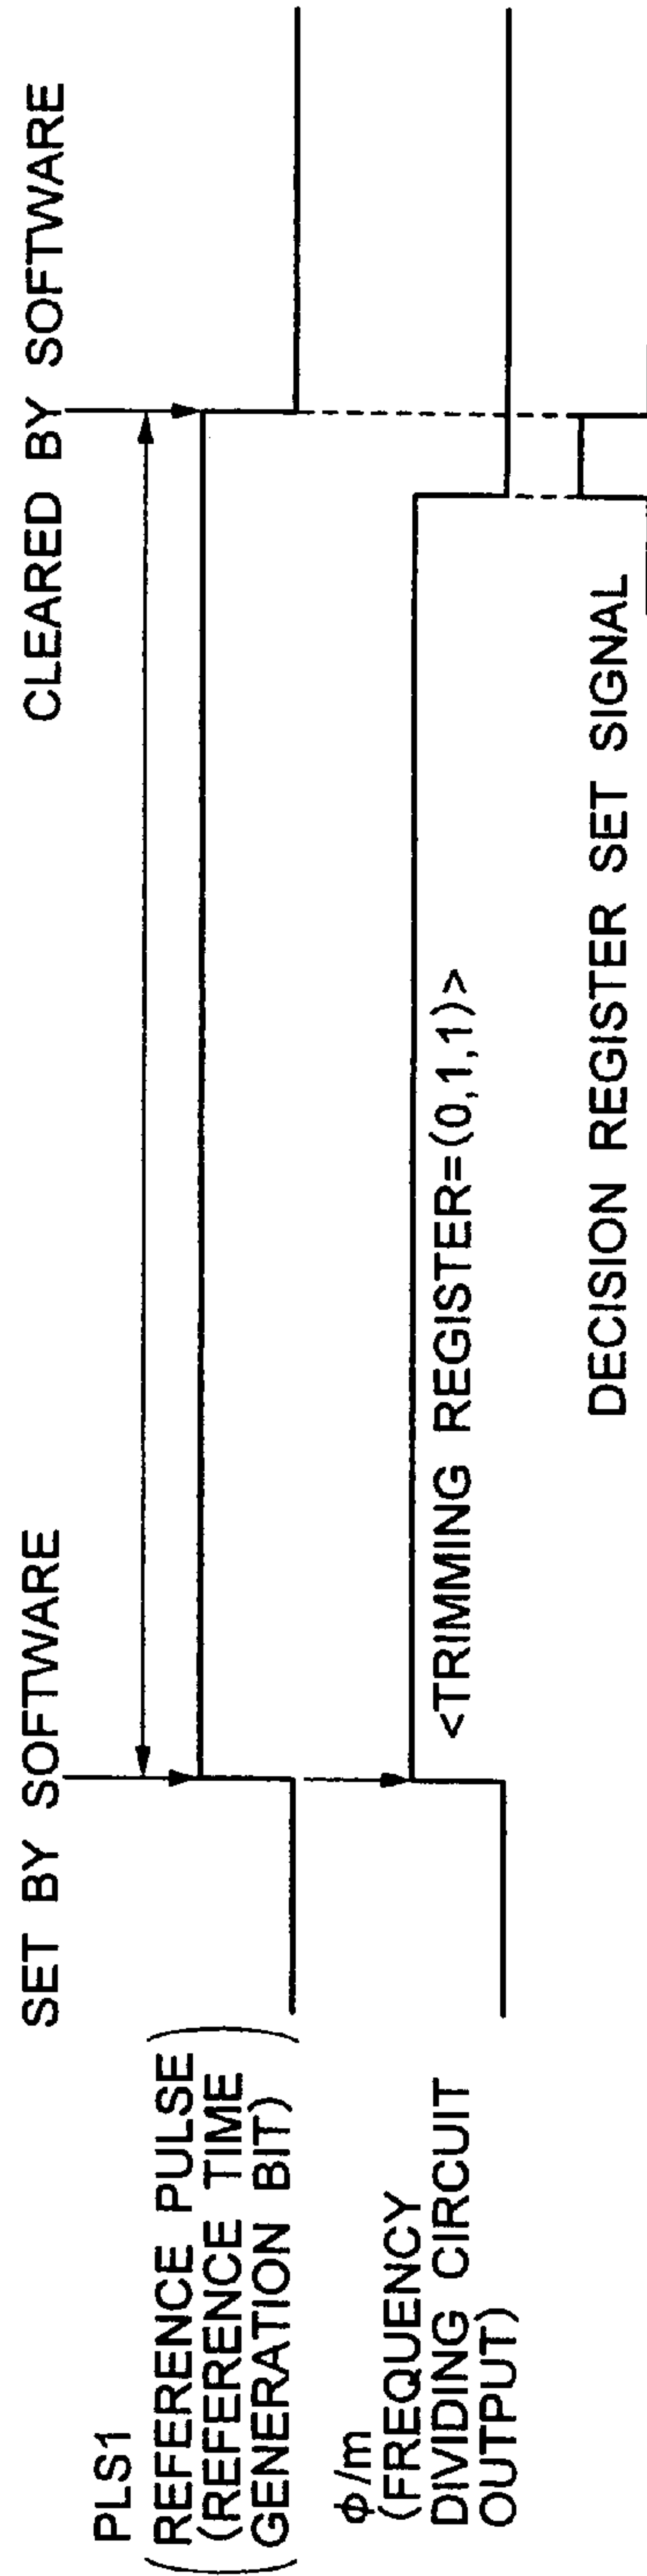 SET BY SOFTWARE
CLEARED BY SOFTWARE
PLS1
(REFERENCE PULSE
(REFERENCE TIME
GENERATION BIT))
φ/m
(FREQUENCY
DIVIDING CIRCUIT
OUTPUT)
<TRIMMING REGISTER=(0,1,1)>
DECISION REGISTER SET SIGNAL